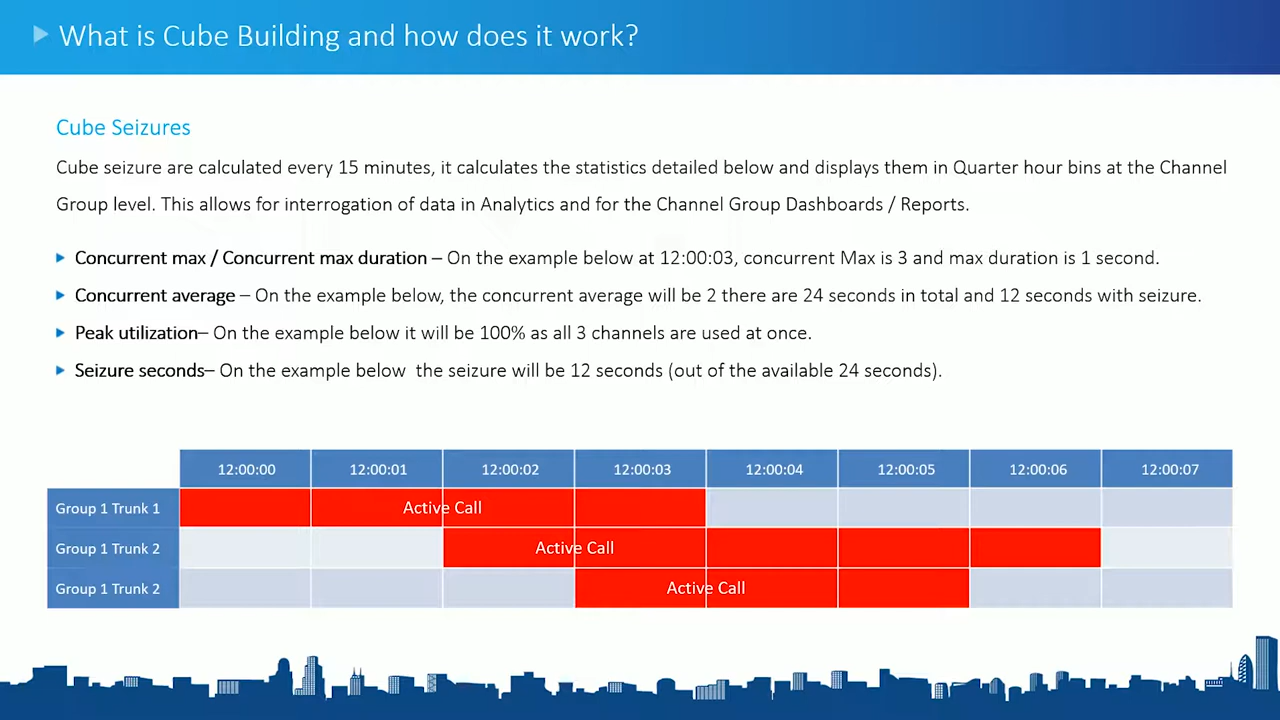 What is Cube Building and how does it work?
Cube Seizures
Cube seizure are calculated every 15 minutes, it calculates the statistics detailed below and displays them in Quarter hour bins at the Channel
Group level. This allows for interrogation of data in Analytics and for the Channel Group Dashboards / Reports.
Concurrent max / Concurrent max duration – On the example below at 12:00:03, concurrent Max is 3 and max duration is 1 second.
Concurrent average – On the example below, the concurrent average will be 2 there are 24 seconds in total and 12 seconds with seizure.
Peak utilization– On the example below it will be 100% as all 3 channels are used at once.
Seizure seconds– On the example below  the seizure will be 12 seconds (out of the available 24 seconds).
12:00:00 12:00:01 12:00:02 12:00:03 12:00:04 12:00:05 12:00:06 12:00:07
Group 1 Trunk 1 Active Call
Group 1 Trunk 2 Active Call
Group 1 Trunk 2 Active Call